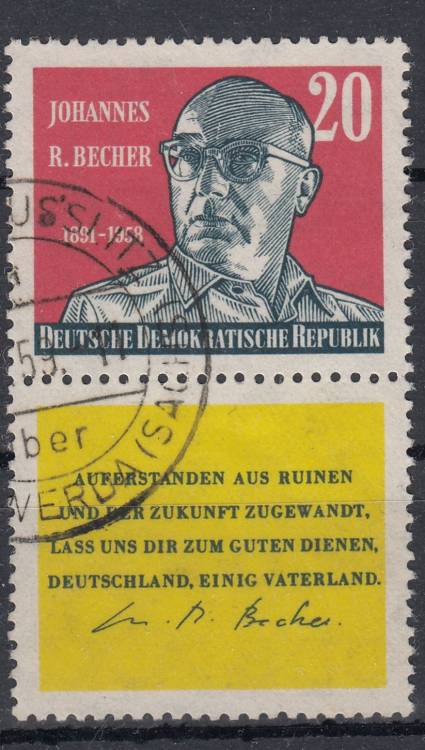 JOHANNES
R. BECHER
20
1891-1958
DEUTSCHE DEMOKRATISCHE REPUBLIK
AUFERSTANDEN AUS RUINEN
UND DER ZUKUNFT ZUGEWANDT,
LASS UNS DIR ZUM GUTEN DIENEN,
DEUTSCHLAND, EINIG VATERLAND.
Becher.